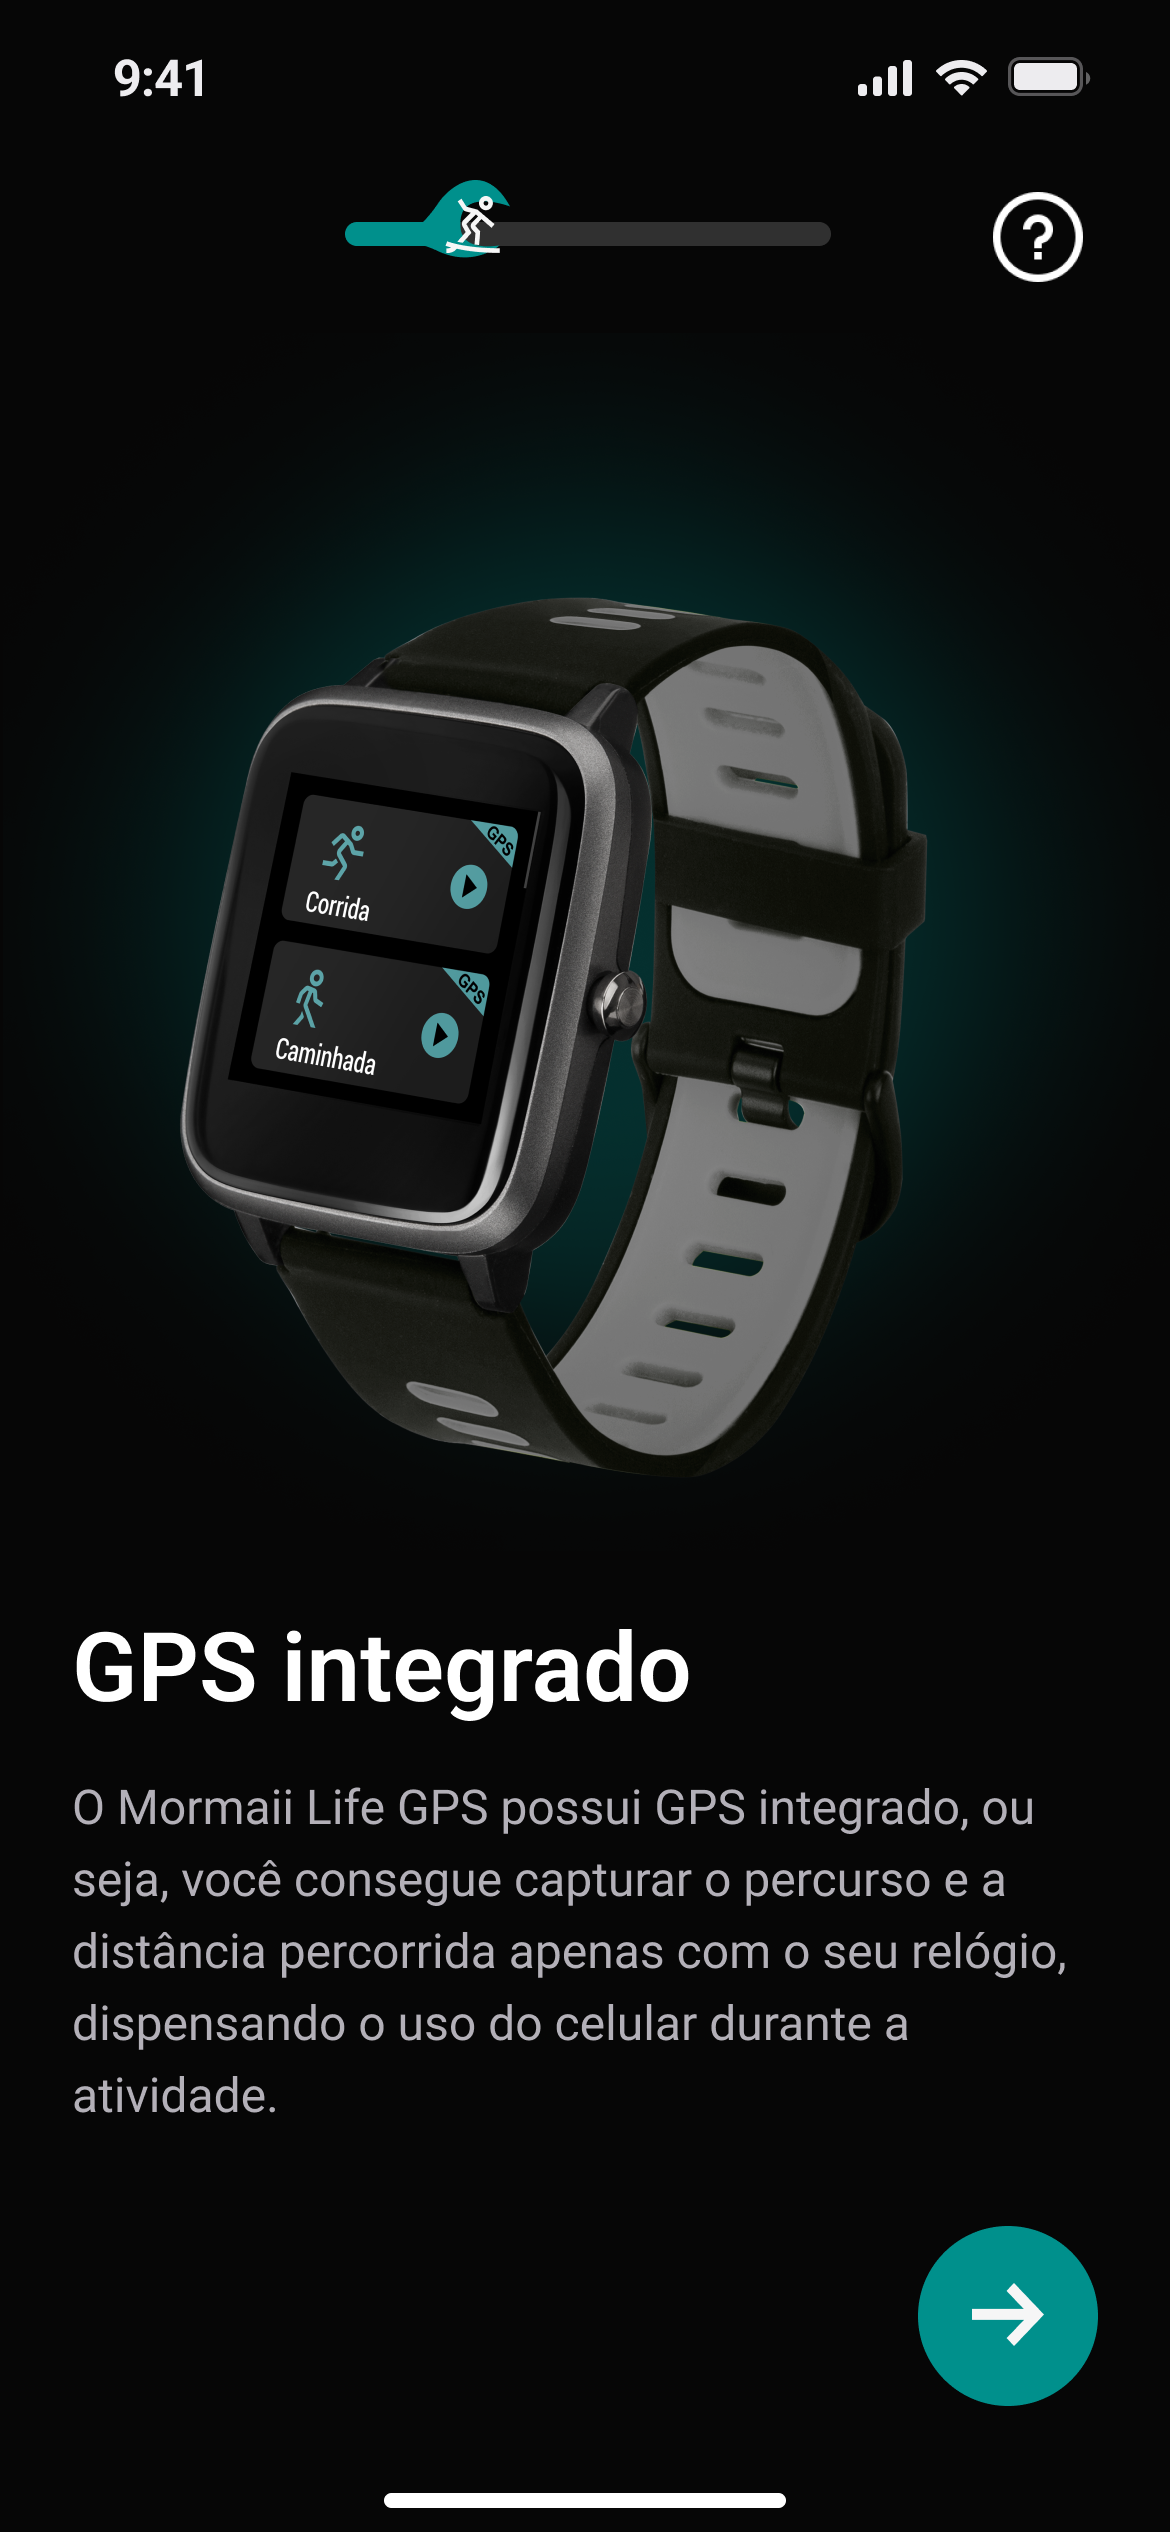 9:41
?
GPS
Corrida
GPS
Caminhada
GPS integrado
O Mormaii Life GPS possui GPS integrado, ou
seja, você consegue capturar o percurso e a
distância percorrida apenas com o seu relógio,
dispensando o uso do celular durante a
atividade.